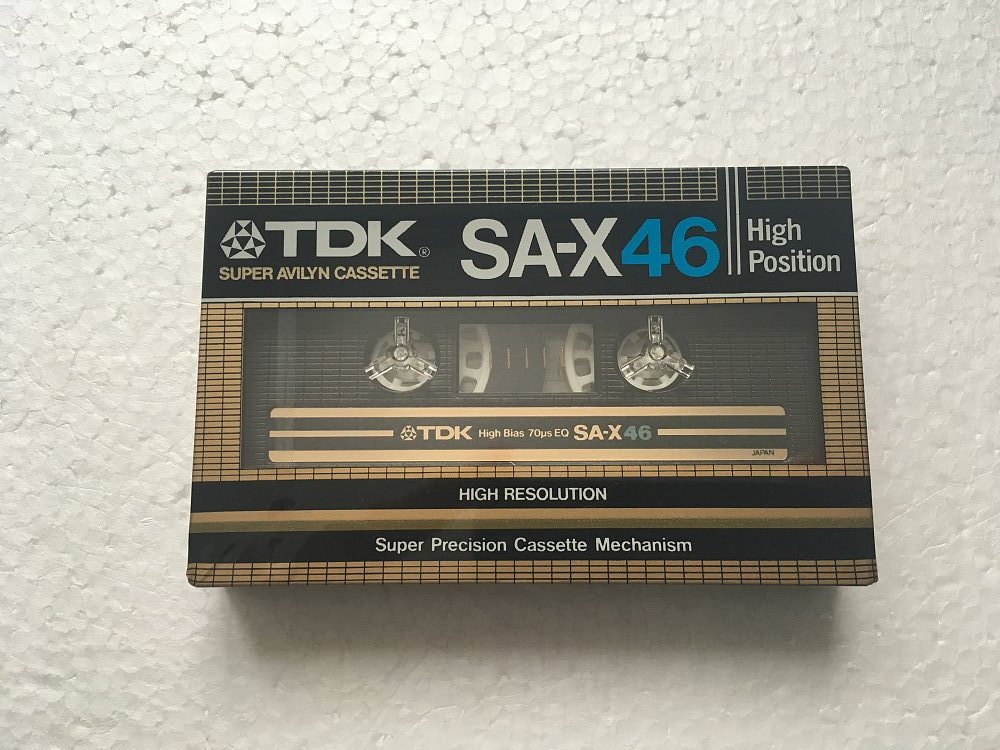 TDK®
SUPER AVILYN CASSETTE
SA-X46
High
Position
TDK High Bias 70µs EQ SA-X46
JAPAN
HIGH RESOLUTION
Super Precision Cassette Mechanism